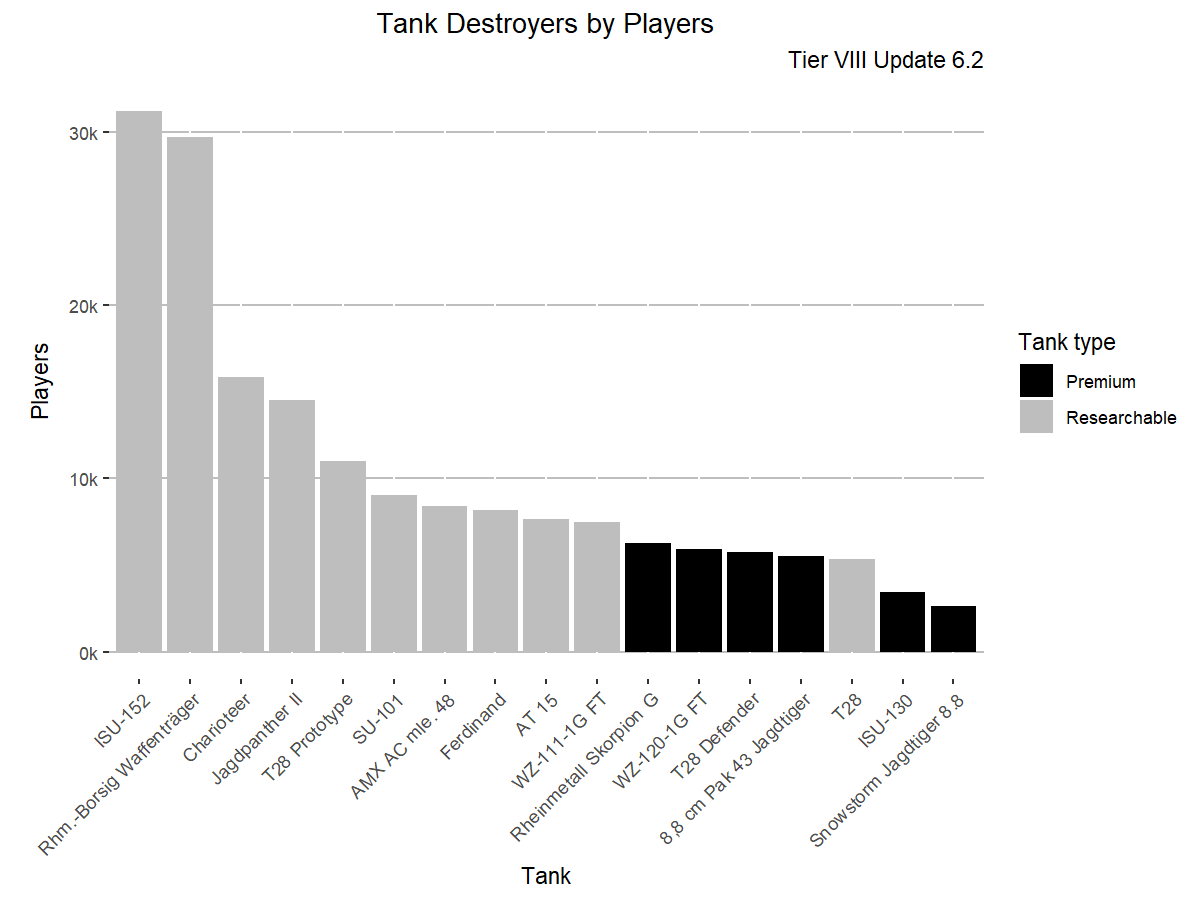 Tank Destroyers by Players
Tier VIII Update 6.2
Players
30k
20k
10k
0k
ISU-152
Rhm.-Borsig Waffenträger
Charioteer
Jagdpanther II
T28 Prototype
SU-101
AMX AC mle. 48
Ferdinand
AT 15
WZ-111-1G FT
Rheinmetall Skorpion G
WZ-120-1G FT
T28 Defender
8,8 cm Pak 43 Jagdtiger
T28
ISU-130
Snowstorm Jagdtiger 8.8
Tank
Tank type
Premium
Researchable